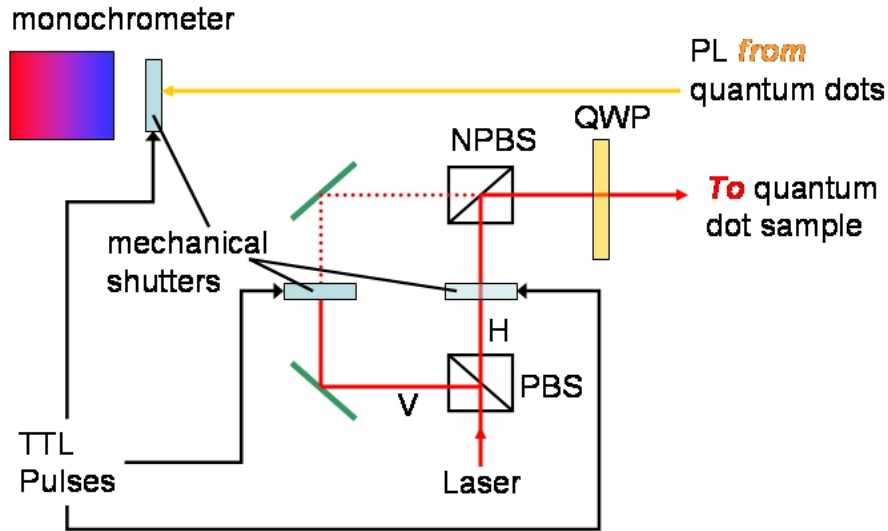 monochrometer
PL from
quantum dots
QWP
NPBS
To quantum
dot sample
mechanical
shutters
H
PBS
V
TTL
Pulses
Laser